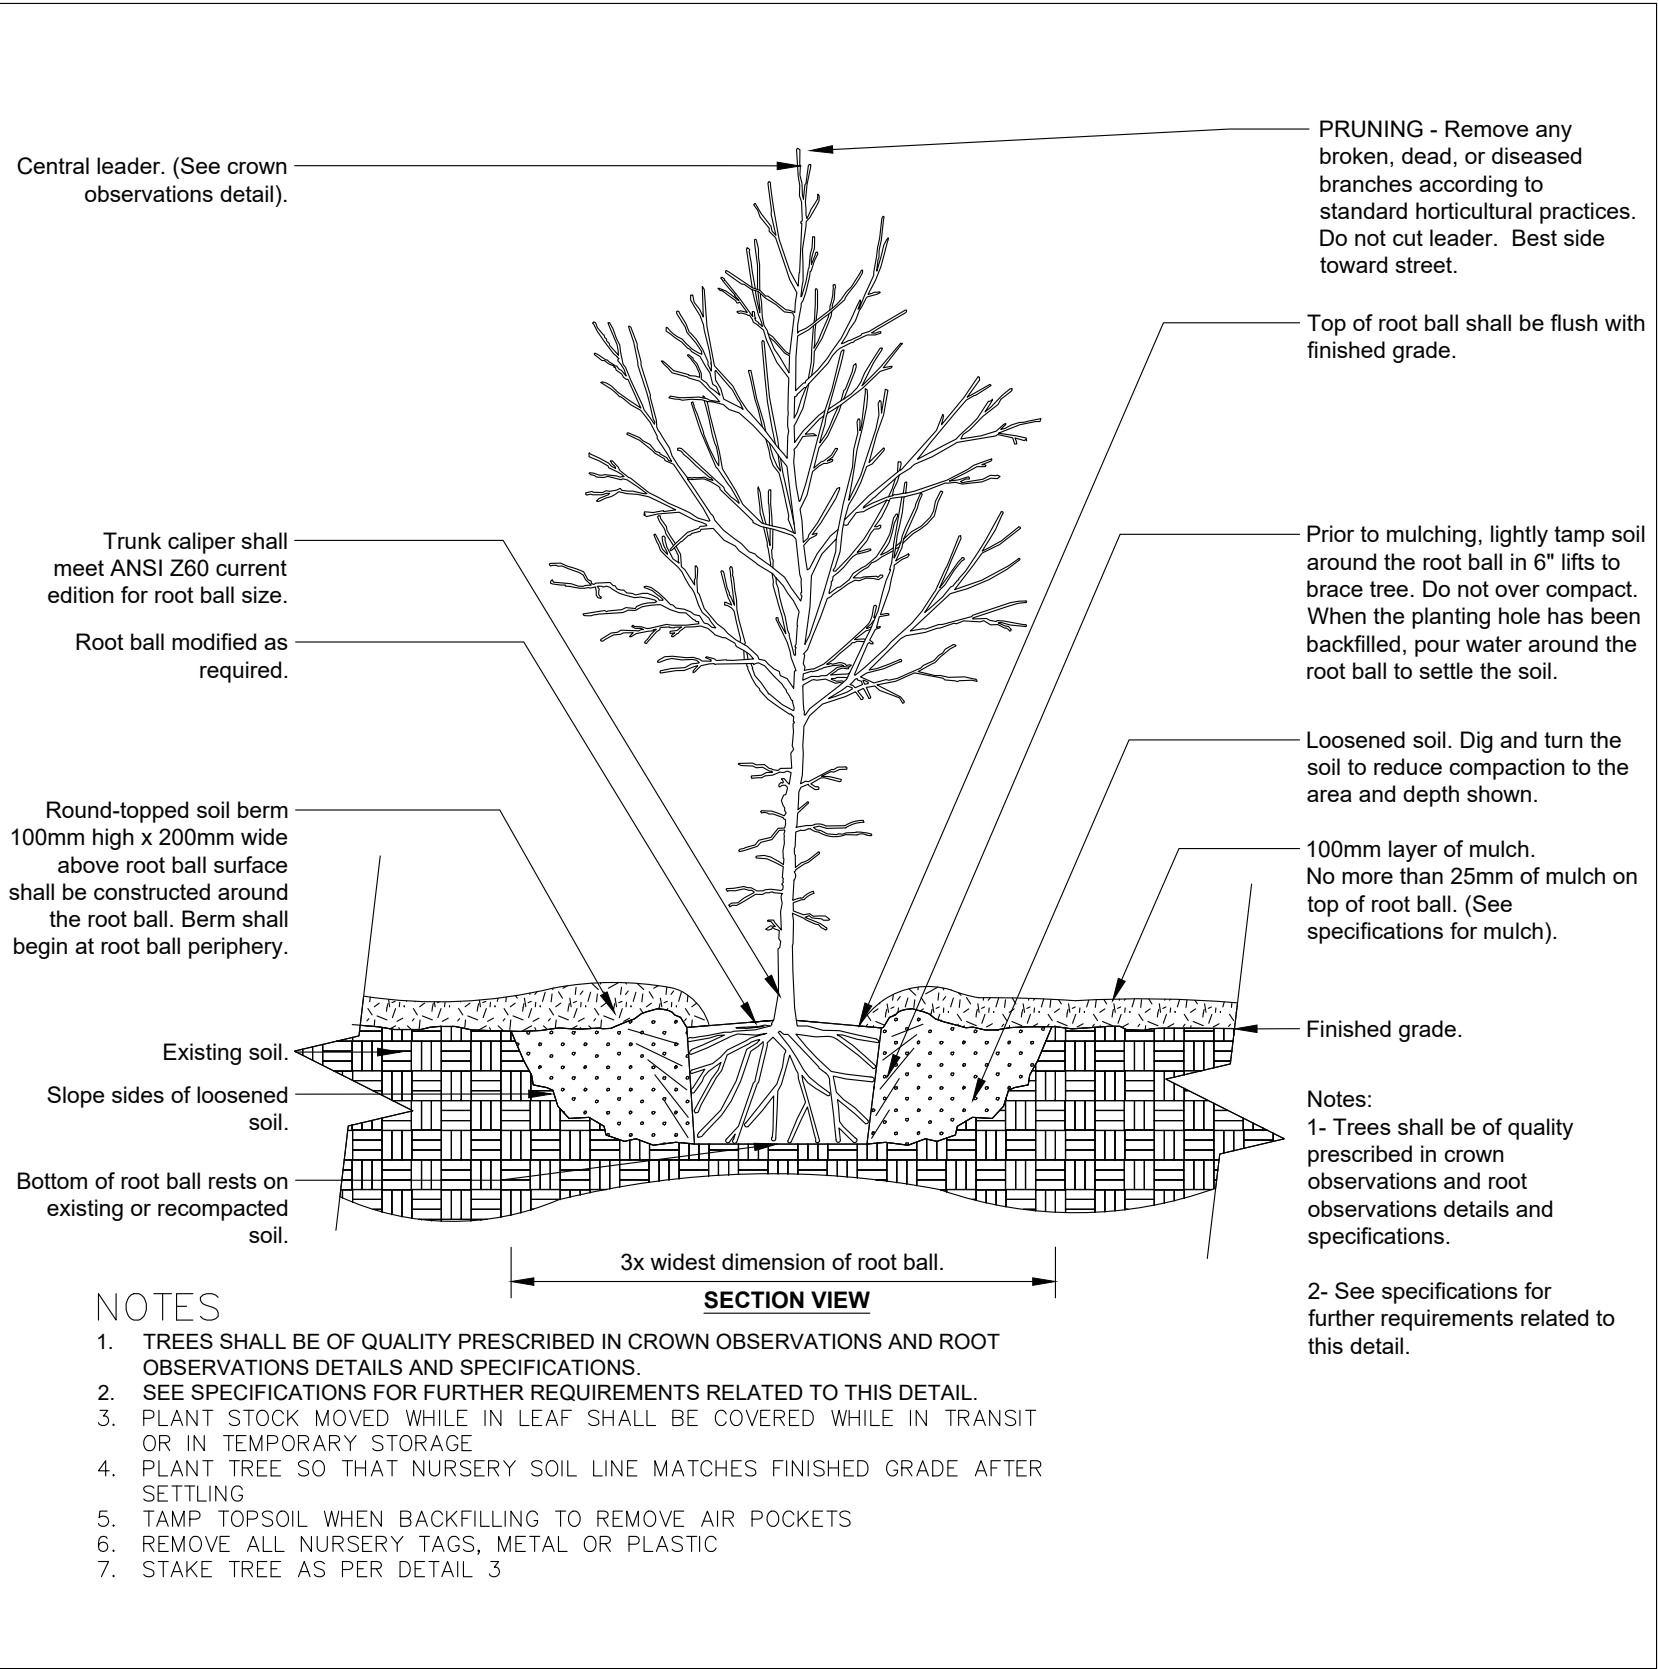 Central leader. (See crown
observations detail).
Trunk caliper shall
meet ANSI Z60 current
edition for root ball size.
Root ball modified as
required.
Round-topped soil berm
100mm high x 200mm wide
above root ball surface
shall be constructed around
the root ball. Berm shall
begin at root ball periphery.
Existing soil.
Slope sides of loosened
soil.
Bottom of root ball rests on
existing or recompacted
soil.
PRUNING - Remove any
broken, dead, or diseased
branches according to
standard horticultural practices.
Do not cut leader.  Best side
toward street.
Top of root ball shall be flush with
finished grade.
Prior to mulching, lightly tamp soil
around the root ball in 6" lifts to
brace tree. Do not over compact.
When the planting hole has been
backfilled, pour water around the
root ball to settle the soil.
Loosened soil. Dig and turn the
soil to reduce compaction to the
area and depth shown.
100mm layer of mulch.
No more than 25mm of mulch on
top of root ball. (See
specifications for mulch).
Finished grade.
Notes:
1- Trees shall be of quality
prescribed in crown
observations and root
observations details and
specifications.
2- See specifications for
further requirements related to
this detail.
3x widest dimension of root ball.
SECTION VIEW
NOTES
1. TREES SHALL BE OF QUALITY PRESCRIBED IN CROWN OBSERVATIONS AND ROOT
OBSERVATIONS DETAILS AND SPECIFICATIONS.
2. SEE SPECIFICATIONS FOR FURTHER REQUIREMENTS RELATED TO THIS DETAIL.
3. PLANT STOCK MOVED WHILE IN LEAF SHALL BE COVERED WHILE IN TRANSIT
OR IN TEMPORARY STORAGE
4. PLANT TREE SO THAT NURSERY SOIL LINE MATCHES FINISHED GRADE AFTER
SETTLING
5. TAMP TOPSOIL WHEN BACKFILLING TO REMOVE AIR POCKETS
6. REMOVE ALL NURSERY TAGS, METAL OR PLASTIC
7. STAKE TREE AS PER DETAIL 3